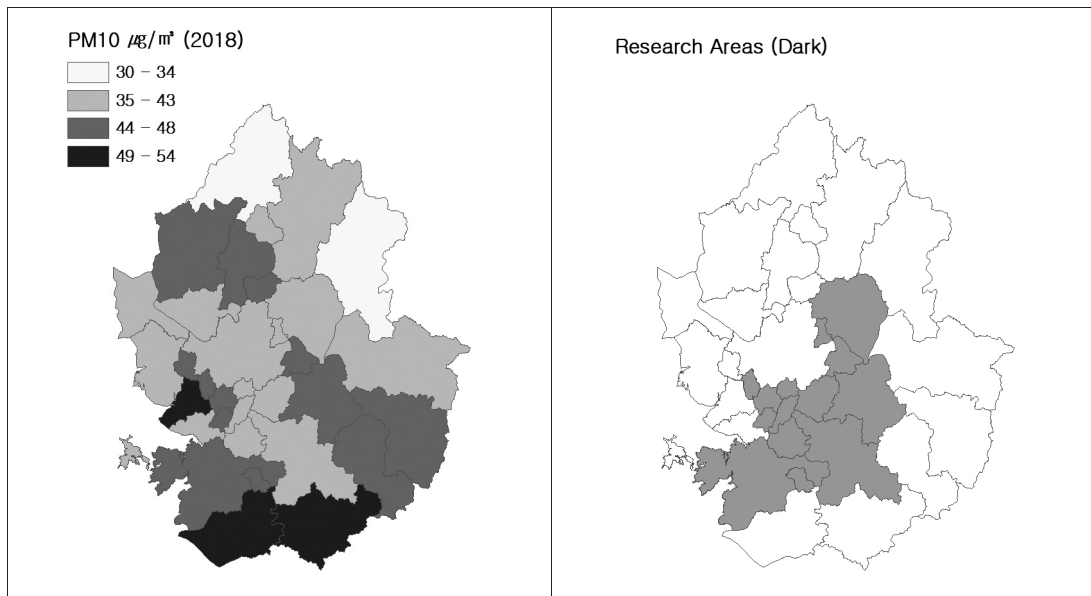 PM10 ㎍/㎥ (2018)
30 – 34
35 – 43
44 – 48
49 – 54
Research Areas (Dark)